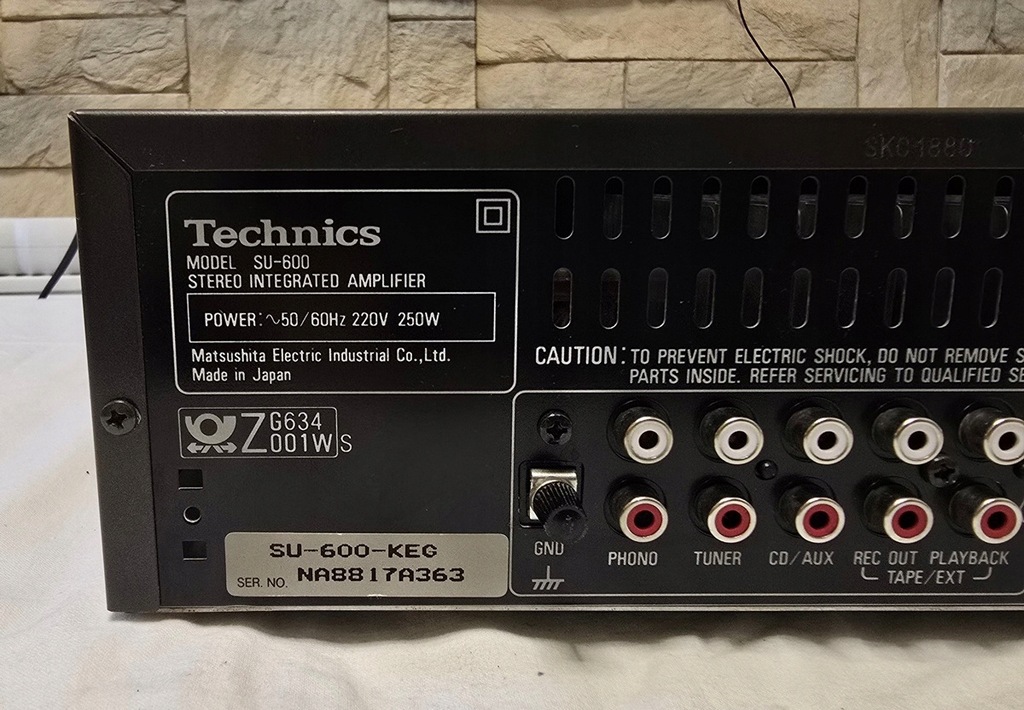 SKC1880
Technics
MODEL SU-600
STEREO INTEGRATED AMPLIFIER
POWER: ~50/60Hz 220V 250W
Matsushita Electric Industrial Co., Ltd.
Made in Japan
CAUTION: TO PREVENT ELECTRIC SHOCK, DO NOT REMOVE
PARTS INSIDE. REFER SERVICING TO QUALIFIED
Z G634
001W S
SU-600-KEG
SER. NO. NA8817A363
GND
PHONO
TUNER
CD/AUX
REC OUT PLAYBACK
TAPE/EXT